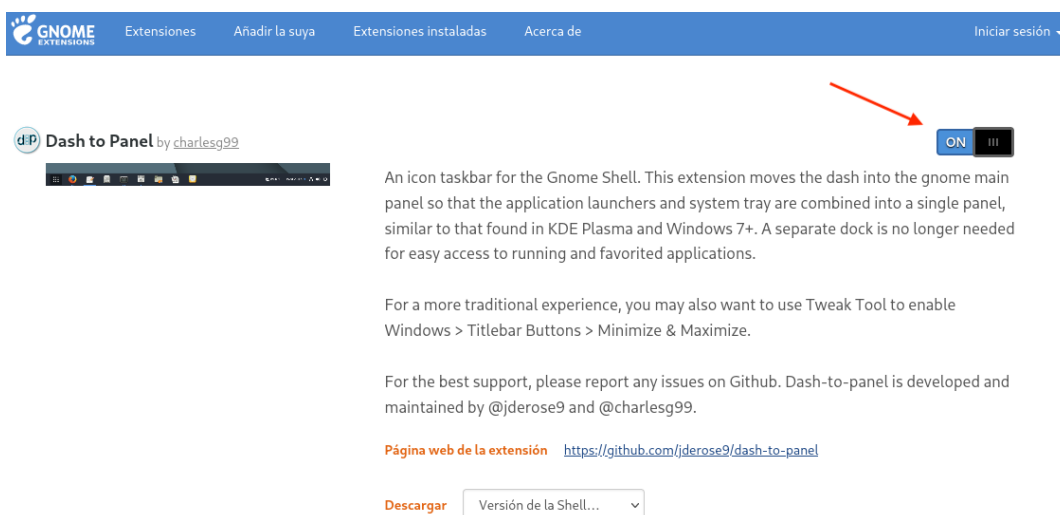 GNOME
EXTENSIONS
Extensiones Añadir la suya Extensiones instaladas Acerca de Iniciar sesión
d2P Dash to Panel by charlesg99
ON
An icon taskbar for the Gnome Shell. This extension moves the dash into the gnome main
panel so that the application launchers and system tray are combined into a single panel,
similar to that found in KDE Plasma and Windows 7+. A separate dock is no longer needed
for easy access to running and favorited applications.
For a more traditional experience, you may also want to use Tweak Tool to enable
Windows > Titlebar Buttons > Minimize & Maximize.
For the best support, please report any issues on Github. Dash-to-panel is developed and
maintained by @jderose9 and @charlesg99.
Página web de la extensión https://github.com/jderose9/dash-to-panel
Descargar Versión de la Shell...